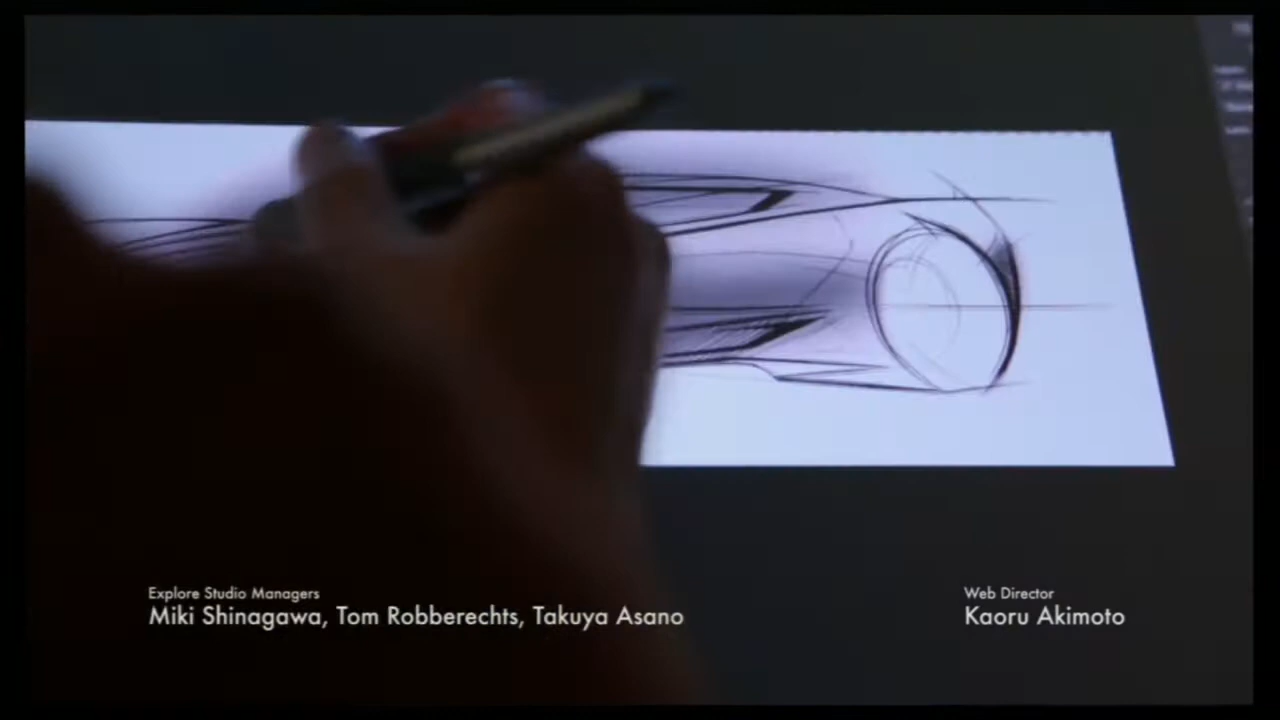 Explore Studio Managers
Miki Shinagawa, Tom Robberechts, Takuya Asano
Web Director
Kaoru Akimoto